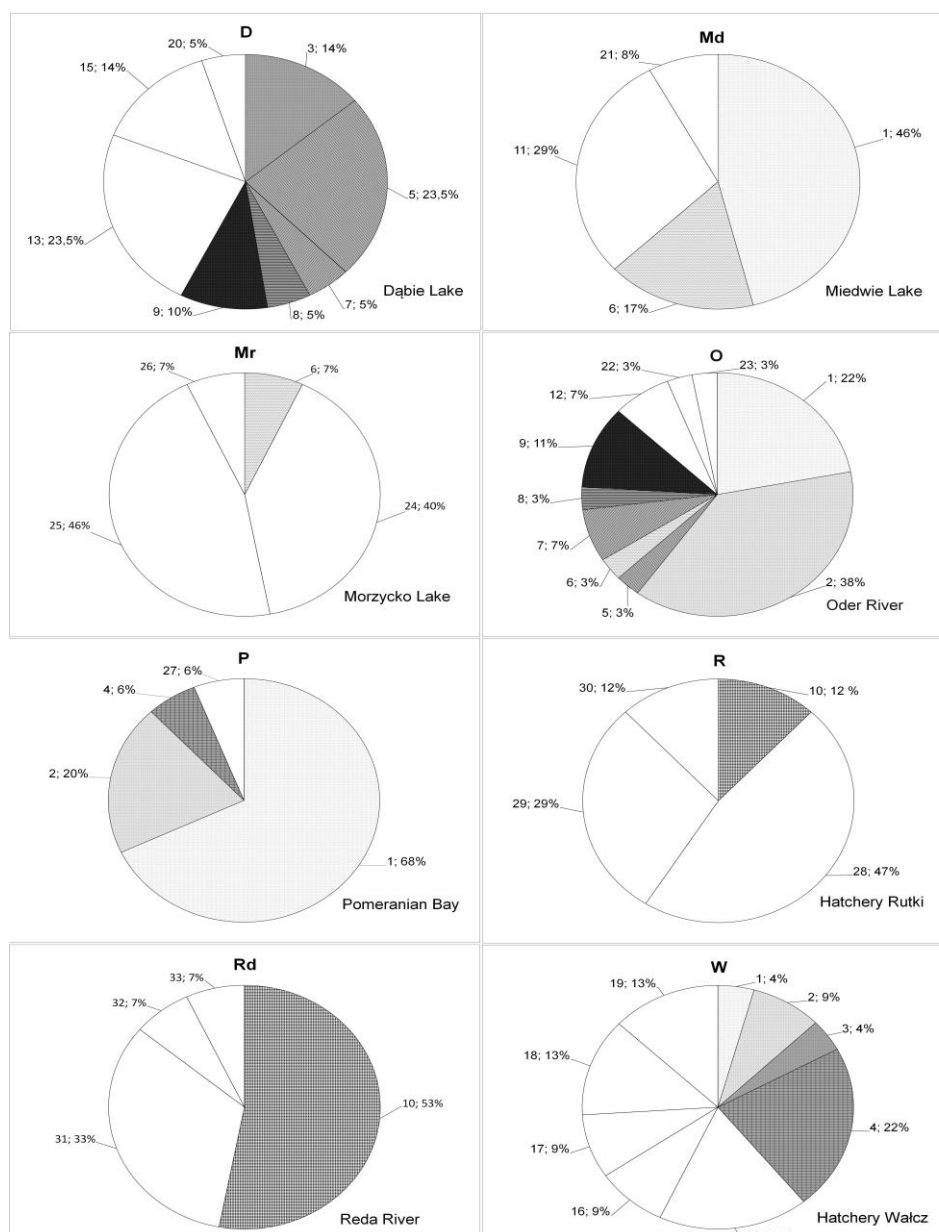 D
20; 5%
3; 14%
15; 14%
5; 23,5%
13; 23,5%
7; 5%
9; 10%
8; 5%
Dąbie Lake
Md
21; 8%
1; 46%
11; 29%
6; 17%
Miedwie Lake
Mr
26; 7%
6; 7%
24; 40%
25; 46%
Morzycko Lake
O
22; 3%
23; 3%
1; 22%
12; 7%
9; 11%
8; 3%
7; 7%
6; 3%
5; 3%
2; 38%
Oder River
P
27; 6%
4; 6%
2; 20%
1; 68%
Pomeranian Bay
R
30; 12%
10; 12 %
29; 29%
28; 47%
Hatchery Rutki
Rd
33; 7%
32; 7%
10; 53%
31; 33%
Reda River
W
19; 13%
1; 4%
2; 9%
3; 4%
18; 13%
4; 22%
17; 9%
16; 9%
Hatchery Wałcz